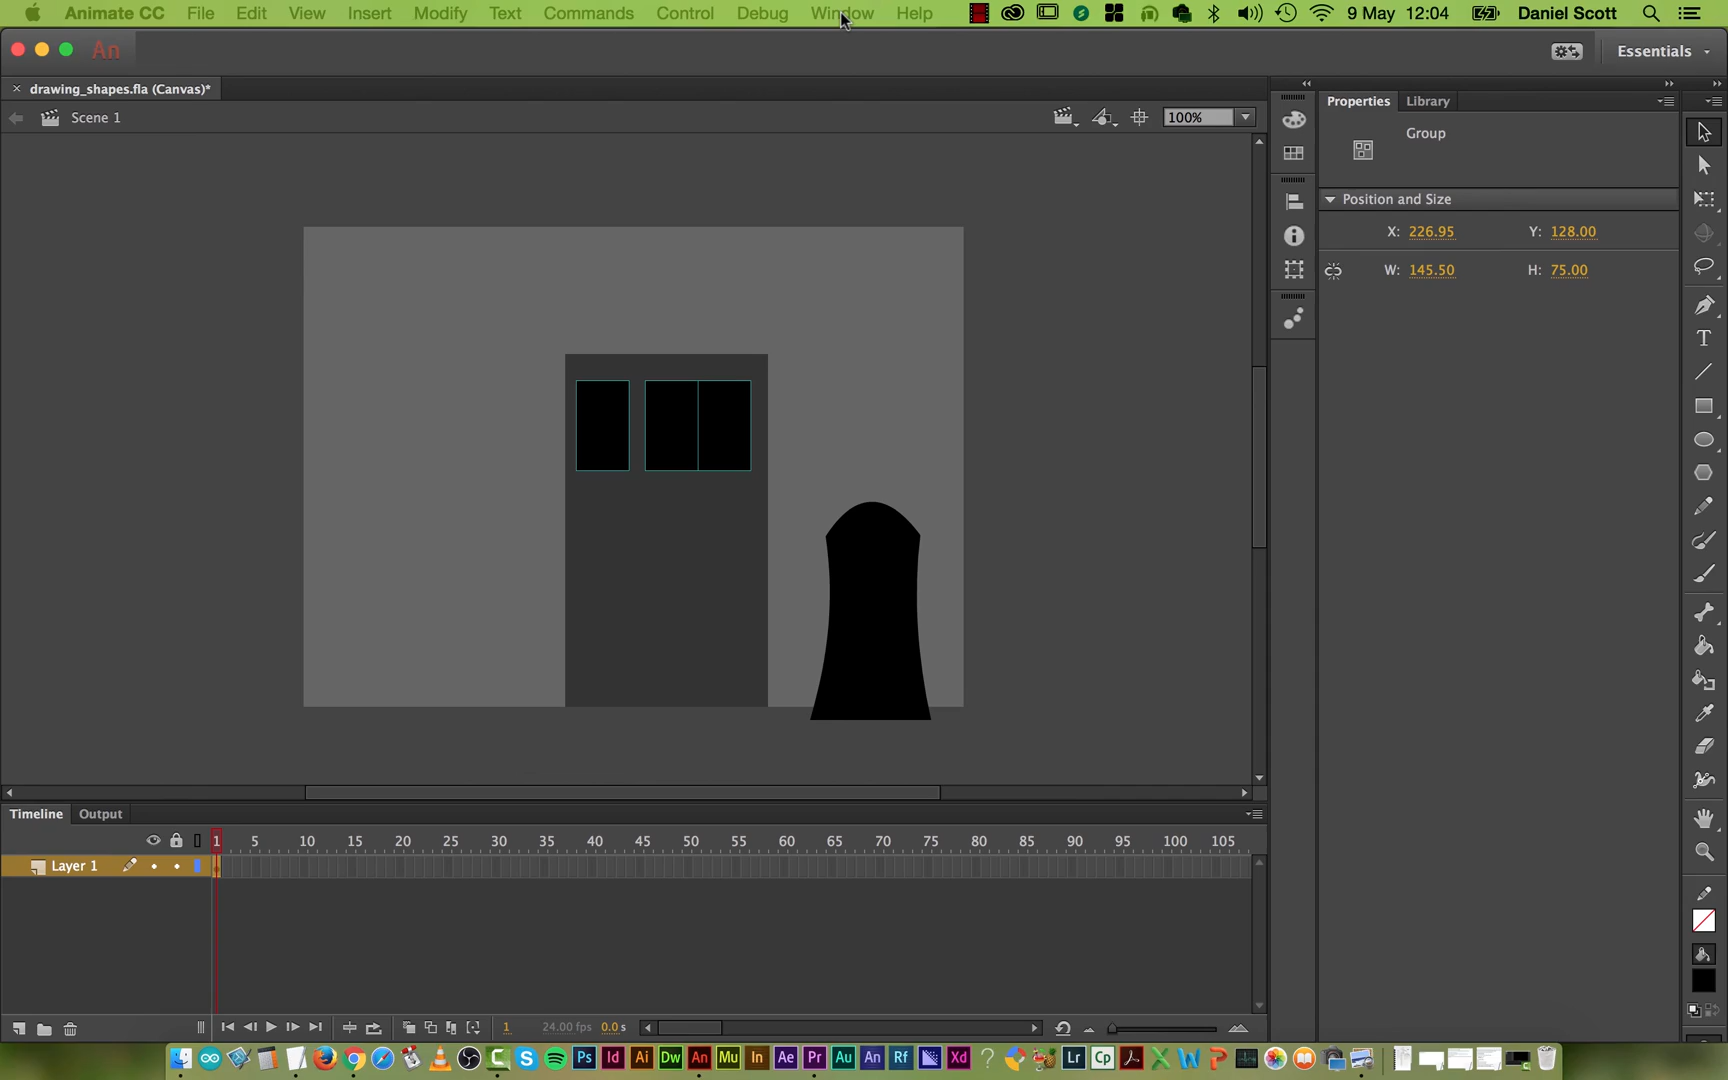 Animate CC File Edit View Insert Modify Text Commands Control Debug Window Help 9 May 12:04 Daniel Scott
An Essentials
drawing_shapes.fla (Canvas)*
Scene 1 100%
Properties Library
Group
Position and Size
X: 226.95 Y: 128.00
W: 145.50 H: 75.00
T
Timeline Output
1 5 10 15 20 25 30 35 40 45 50 55 60 65 70 75 80 85 90 95 100 105
Layer 1
1 24.00 fps 0.0 s
Ps Id Ai Dw An Mu In Ae Pr Au An Rf Xd ? Lr Cp X W P